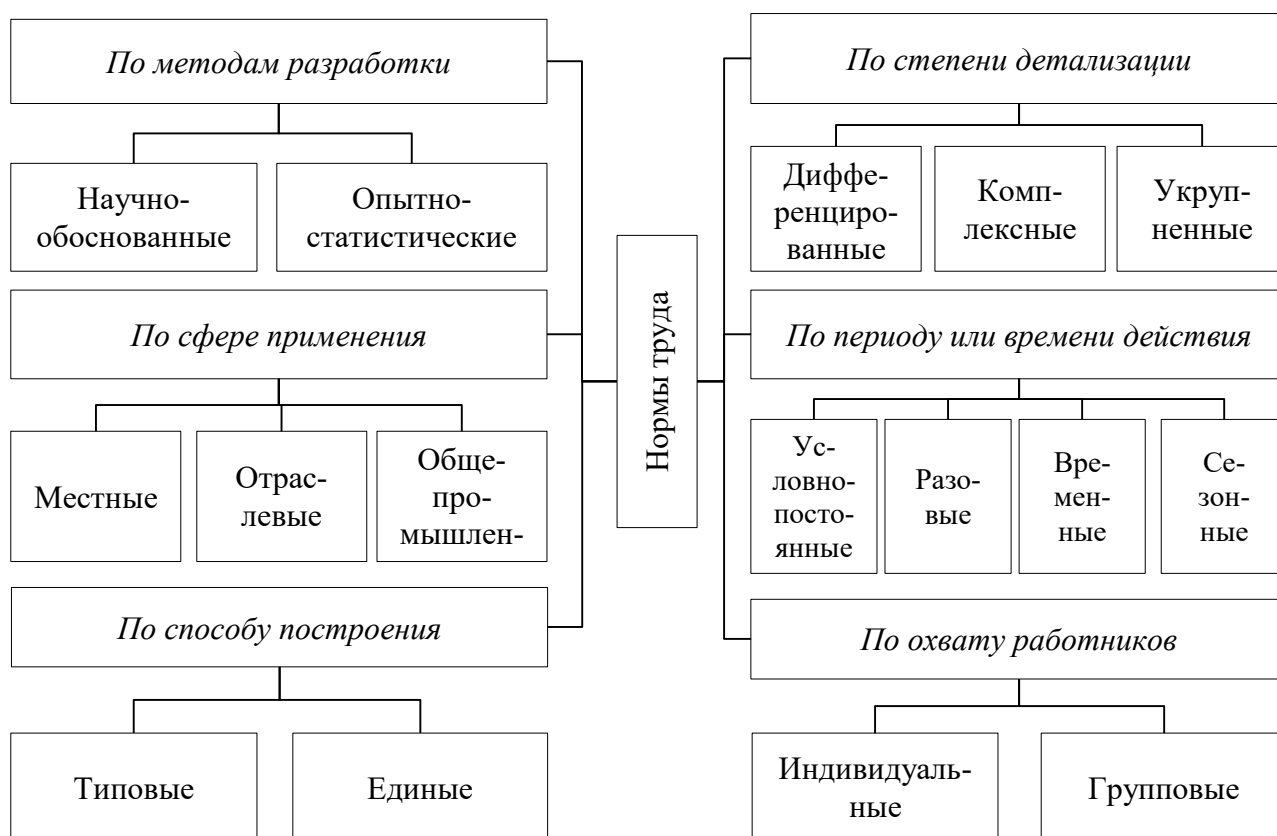 По методам разработки
Научно-
обоснованные
Опытно-
статистические
По сфере применения
Местные
Отрас-
левые
Обще-
про-
мышлен-
По способу построения
Типовые
Единые
Нормы труда
По степени детализации
Диффе-
ренциро-
ванные
Комп-
лексные
Укруп-
ненные
По периоду или времени действия
Ус-
ловно-
посто-
янные
Разо-
вые
Вре-
мен-
ные
Се-
зон-
ные
По охвату работников
Индивидуаль-
ные
Групповые